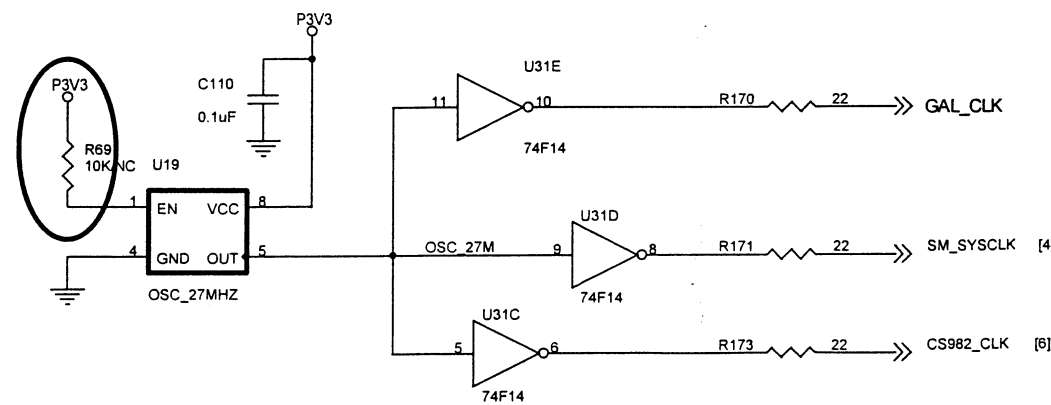 P3V3
P3V3
C110
0.1uF
R69
10K/NC
U19
1
EN
VCC
8
4
GND
OUT
5
OSC_27MHZ
U31E
11
10
74F14
R170
22
GAL_CLK
OSC_27M
U31D
9
8
74F14
R171
22
SM_SYSCLK
[4
U31C
5
6
74F14
R173
22
CS982_CLK
[6]